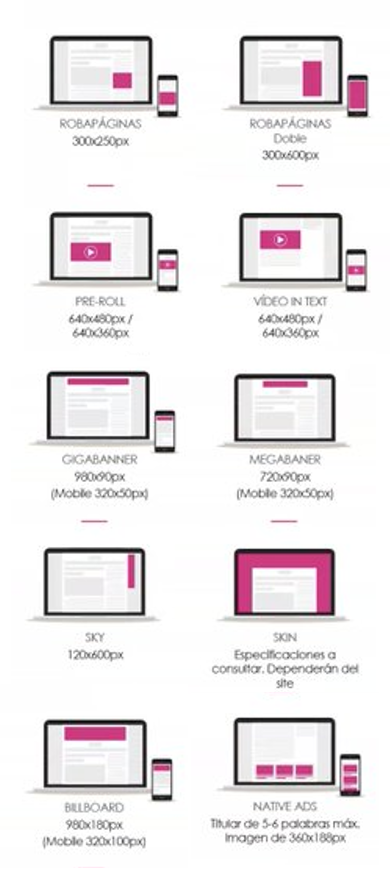 ROBAPÁGINAS
300x250px
ROBAPÁGINAS
Doble
300x600px
PRE-ROLL
640x480px /
640x360px
VÍDEO IN TEXT
640x480px /
640x360px
GIGABANNER
980x90px
(Mobile 320x50px)
MEGABANER
720x90px
(Mobile 320x50px)
SKY
120x600px
SKIN
Especificaciones a
consultar. Dependerán del
site
BILLBOARD
980x180px
(Mobile 320x100px)
NATIVE ADS
Titular de 5-6 palabras máx.
Imagen de 360x188px